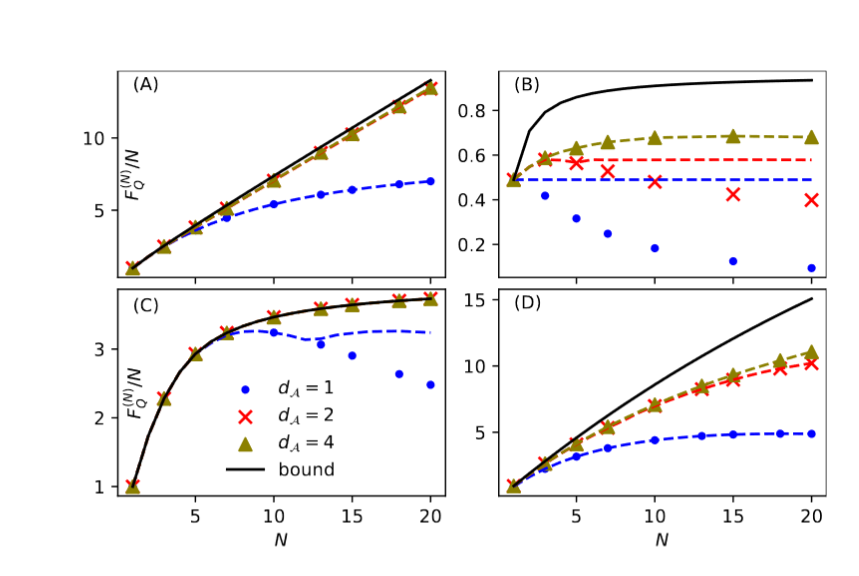 (A)
10
5
F_Q^(N)/N
(B)
0.8
0.6
0.4
0.2
(C)
3
2
1
F_Q^(N)/N
d_𝒜 = 1
d_𝒜 = 2
d_𝒜 = 4
bound
5 10 15 20
N
(D)
15
10
5
5 10 15 20
N